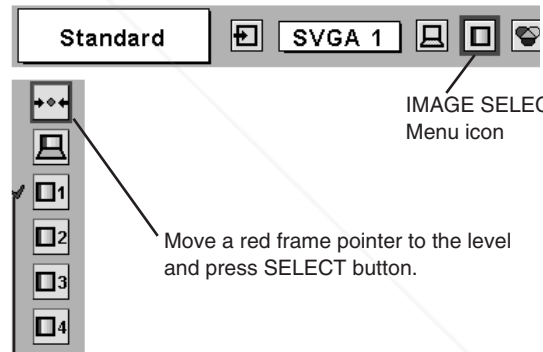 Standard
SVGA 1
IMAGE SELEC
Menu icon
1
Move a red frame pointer to the level
and press SELECT button.
2
3
4